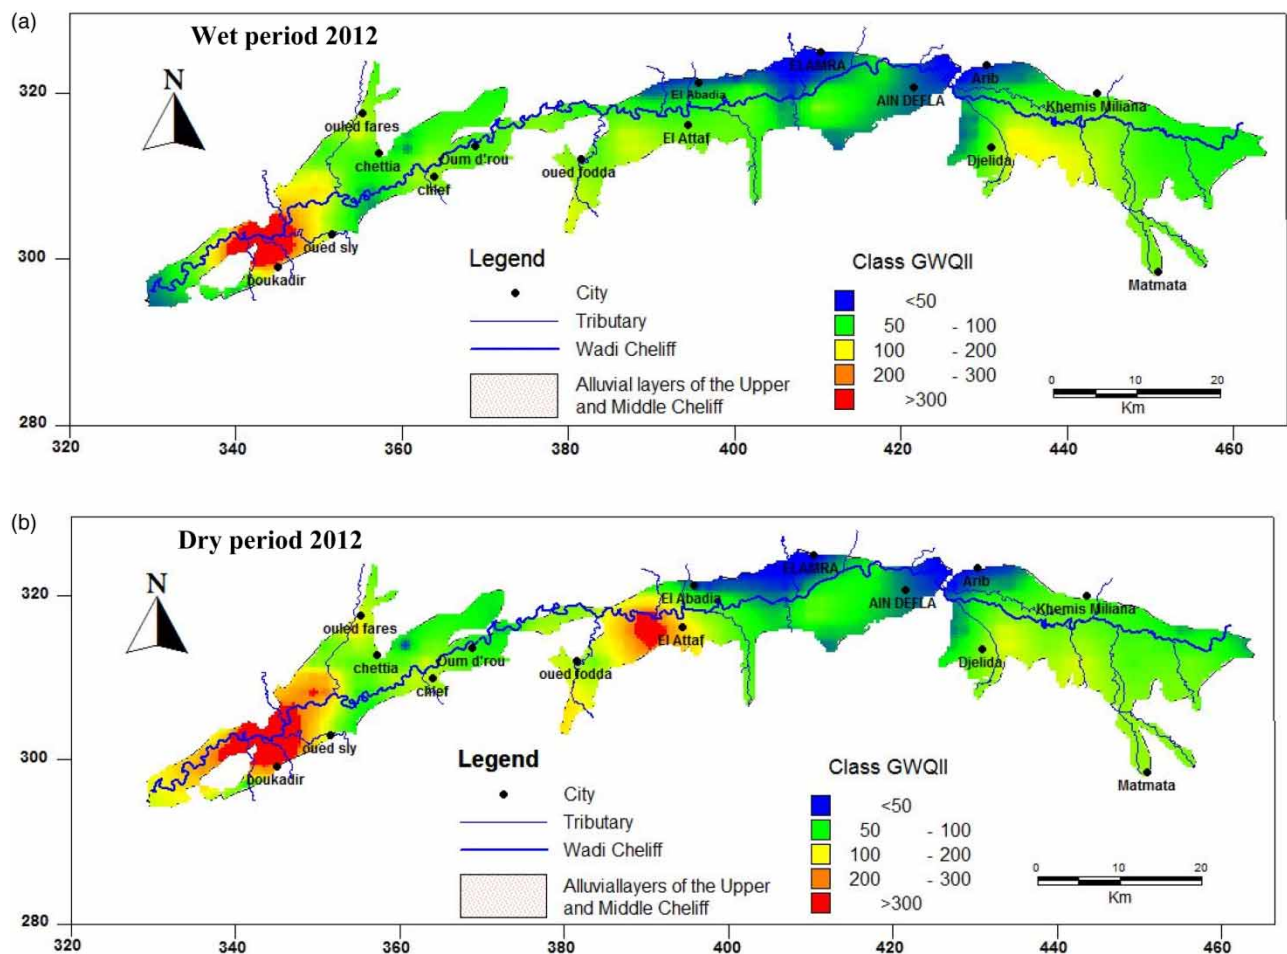 (a)
Wet period 2012
N
320
300
280
320
340
360
380
400
420
440
460
ouled fares
chettia
Oum d'rou
chlef
oued sly
boukadir
oued fodda
El Abadia
El Attaf
ELAMRA
AIN DEFLA
Arib
Khemis Miliana
Djelida
Matmata
Legend
City
Tributary
Wadi Cheliff
Alluvial layers of the Upper
and Middle Cheliff
Class GWQII
<50
50 - 100
100 - 200
200 - 300
>300
0 10 20
Km
(b)
Dry period 2012
N
320
300
280
320
340
360
380
400
420
440
460
ouled fares
chettia
Oum d'rou
chlef
oued sly
boukadir
oued fodda
El Abadia
El Attaf
ELAMRA
AIN DEFLA
Arib
Khemis Miliana
Djelida
Matmata
Legend
City
Tributary
Wadi Cheliff
Alluviallayers of the Upper
and Middle Cheliff
Class GWQII
<50
50 - 100
100 - 200
200 - 300
>300
0 10 20
Km